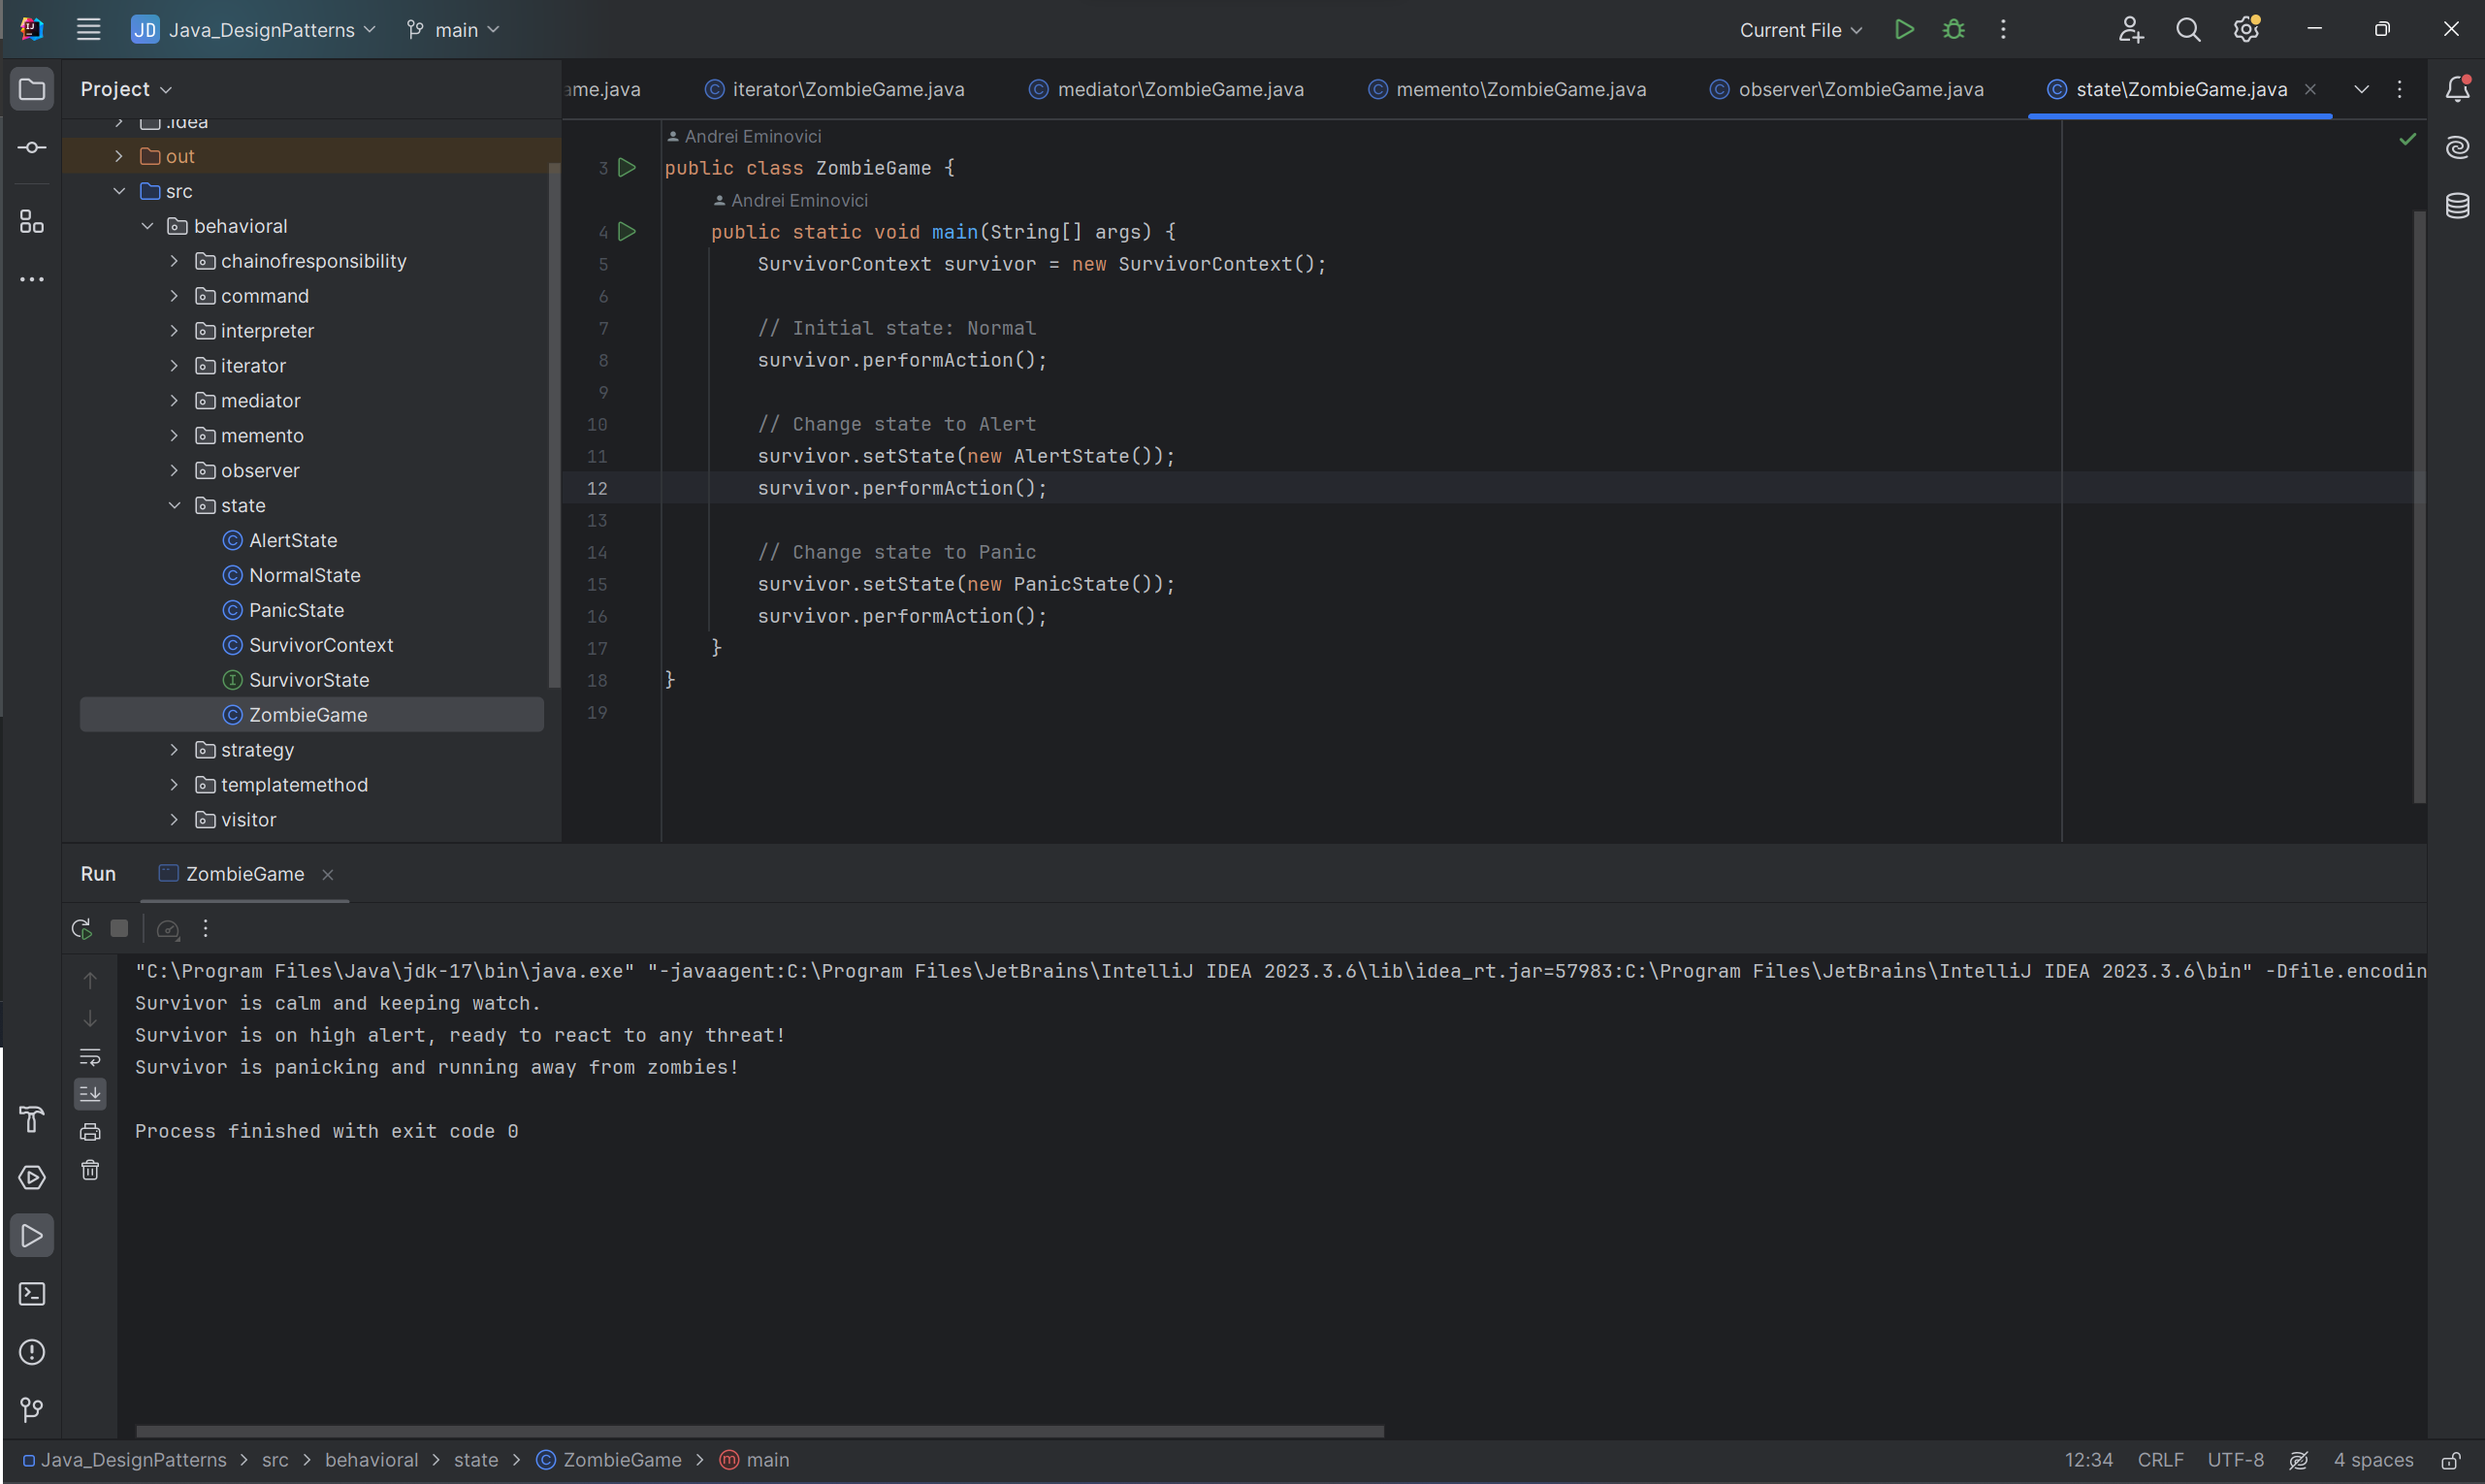 JD Java_DesignPatterns main Current File
Project
ame.java iterator\ZombieGame.java mediator\ZombieGame.java memento\ZombieGame.java observer\ZombieGame.java state\ZombieGame.java
.idea
out
src
behavioral
chainofresponsibility
command
interpreter
iterator
mediator
memento
observer
state
AlertState
NormalState
PanicState
SurvivorContext
SurvivorState
ZombieGame
strategy
templatemethod
visitor
Andrei Eminovici
3 public class ZombieGame {
Andrei Eminovici
4 public static void main(String[] args) {
5 SurvivorContext survivor = new SurvivorContext();
6
7 // Initial state: Normal
8 survivor.performAction();
9
10 // Change state to Alert
11 survivor.setState(new AlertState());
12 survivor.performAction();
13
14 // Change state to Panic
15 survivor.setState(new PanicState());
16 survivor.performAction();
17 }
18 }
19
Run ZombieGame
"C:\Program Files\Java\jdk-17\bin\java.exe" "-javaagent:C:\Program Files\JetBrains\IntelliJ IDEA 2023.3.6\lib\idea_rt.jar=57983:C:\Program Files\JetBrains\IntelliJ IDEA 2023.3.6\bin" -Dfile.encodin
Survivor is calm and keeping watch.
Survivor is on high alert, ready to react to any threat!
Survivor is panicking and running away from zombies!
Process finished with exit code 0
Java_DesignPatterns > src > behavioral > state > ZombieGame > main 12:34 CRLF UTF-8 4 spaces